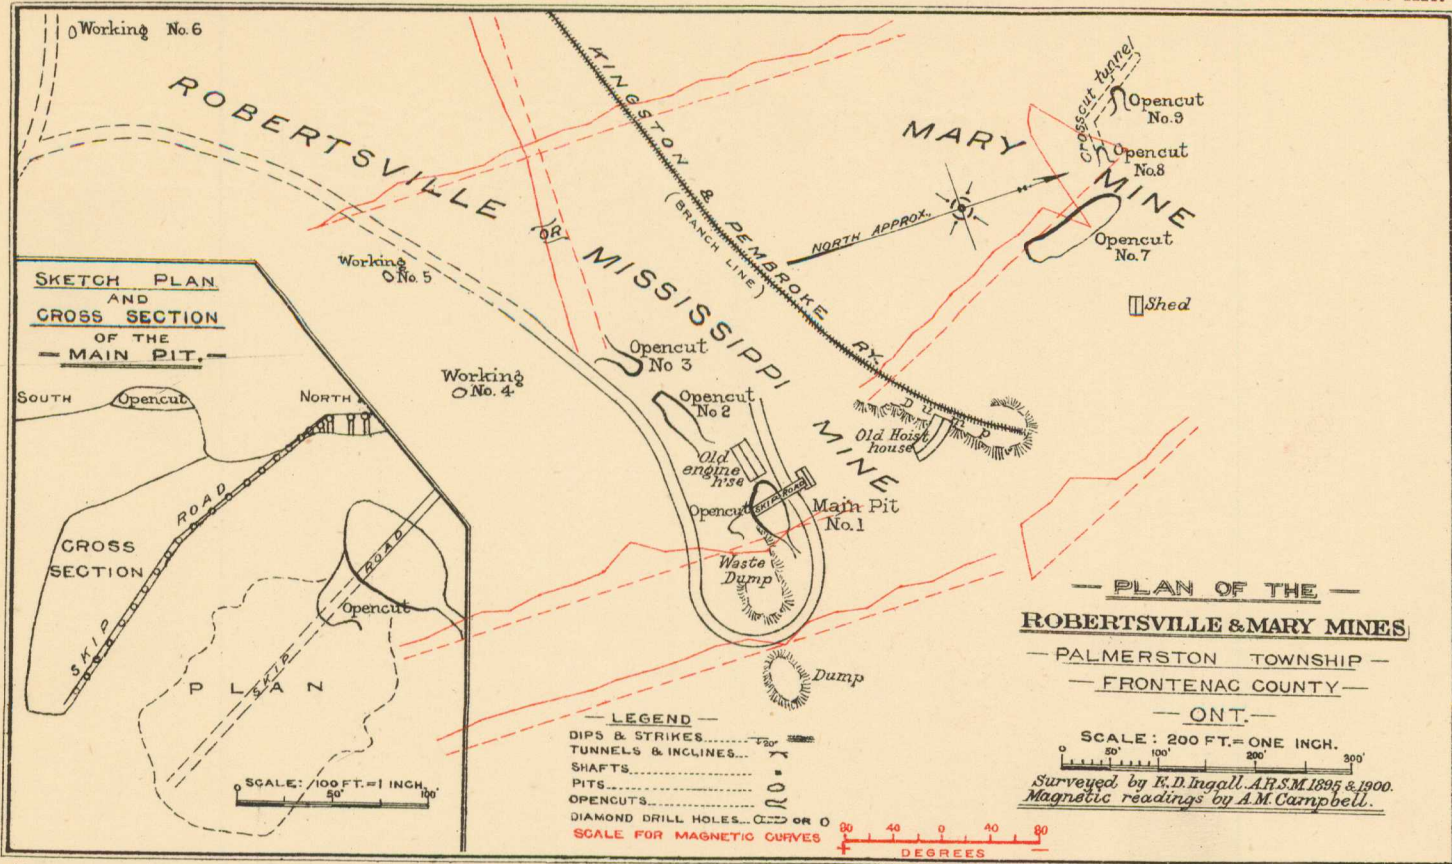 Working No. 6
ROBERTSVILLE
(OR)
MISSISSIPPI
MINE
KINGSTON & PEMBROKE RY.
(BRANCH LINE)
MARY
MINE
Crosscut tunnel
Opencut
No.9
Opencut
No.8
Opencut
No.7
NORTH APPROX.,
Shed
Working
No.5
Working
No. 4
Opencut
No 3
Opencut
No 2
Old
engine
h'se
Opencut
SKIP ROAD
Main Pit
No.1
Waste
Dump
Dump
Old Hoist
house
Dump
SKETCH PLAN
AND
CROSS SECTION
OF THE
— MAIN PIT. —
SOUTH
Opencut
NORTH
SKIP ROAD
CROSS
SECTION
SKIP ROAD
Opencut
PLAN
SCALE: 100 FT.=1 INCH.
50' 100'
— LEGEND —
DIPS & STRIKES 20°
TUNNELS & INCLINES
SHAFTS
PITS
OPENCUTS
DIAMOND DRILL HOLES OR O
SCALE FOR MAGNETIC CURVES
80 40 0 40 80
+ DEGREES —
— PLAN OF THE —
ROBERTSVILLE & MARY MINES
— PALMERSTON TOWNSHIP —
— FRONTENAC COUNTY —
— ONT. —
SCALE: 200 FT.= ONE INCH.
0 50' 100' 200' 300'
Surveyed by E.D. Ingall. A.R.S.M 1895 & 1900.
Magnetic readings by A.M. Campbell.